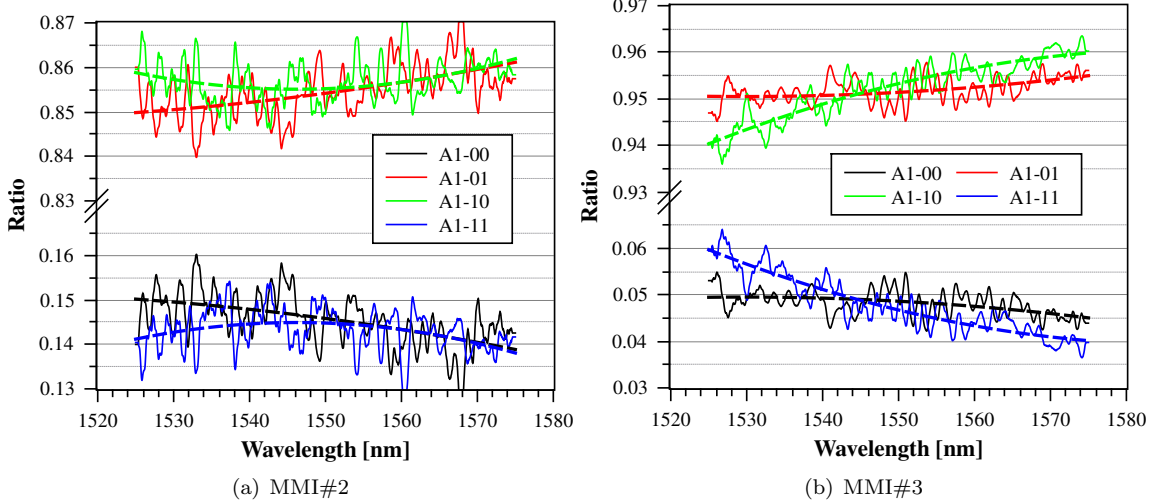 0.87
0.86
0.85
0.84
0.83
0.16
0.15
0.14
0.13
Ratio
A1-00
A1-01
A1-10
A1-11
1520 1530 1540 1550 1560 1570 1580
Wavelength [nm]
(a) MMI#2
0.97
0.96
0.95
0.94
0.93
0.06
0.05
0.04
0.03
Ratio
A1-00 A1-01
A1-10 A1-11
1520 1530 1540 1550 1560 1570 1580
Wavelength [nm]
(b) MMI#3